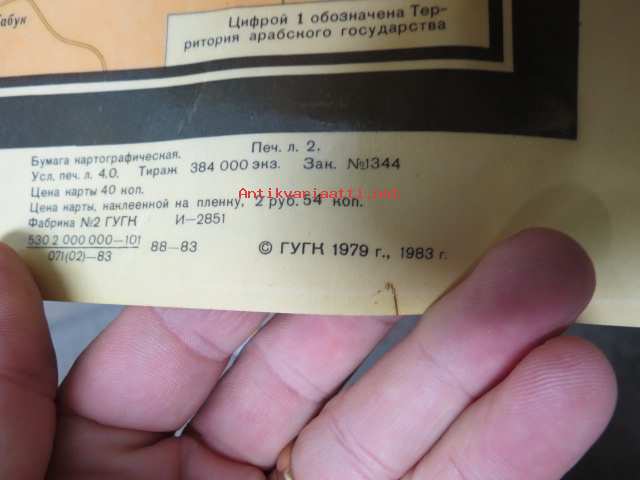 абук
Цифрой 1 обозначена Тер-
ритория арабского государства
Печ. л. 2.
Бумага картографическая.
Усл. печ. л. 4.0. Тираж 384 000 экз. Зак. №1344
Цена карты 40 коп.
Antikvariaatti.net
Цена карты, наклеенной на пленку, 2 руб. 54 коп.
Фабрика №2 ГУГК И—2851
530 2 000 000—101
071(02)—83
88—83
© ГУГК 1979 г., 1983 г.